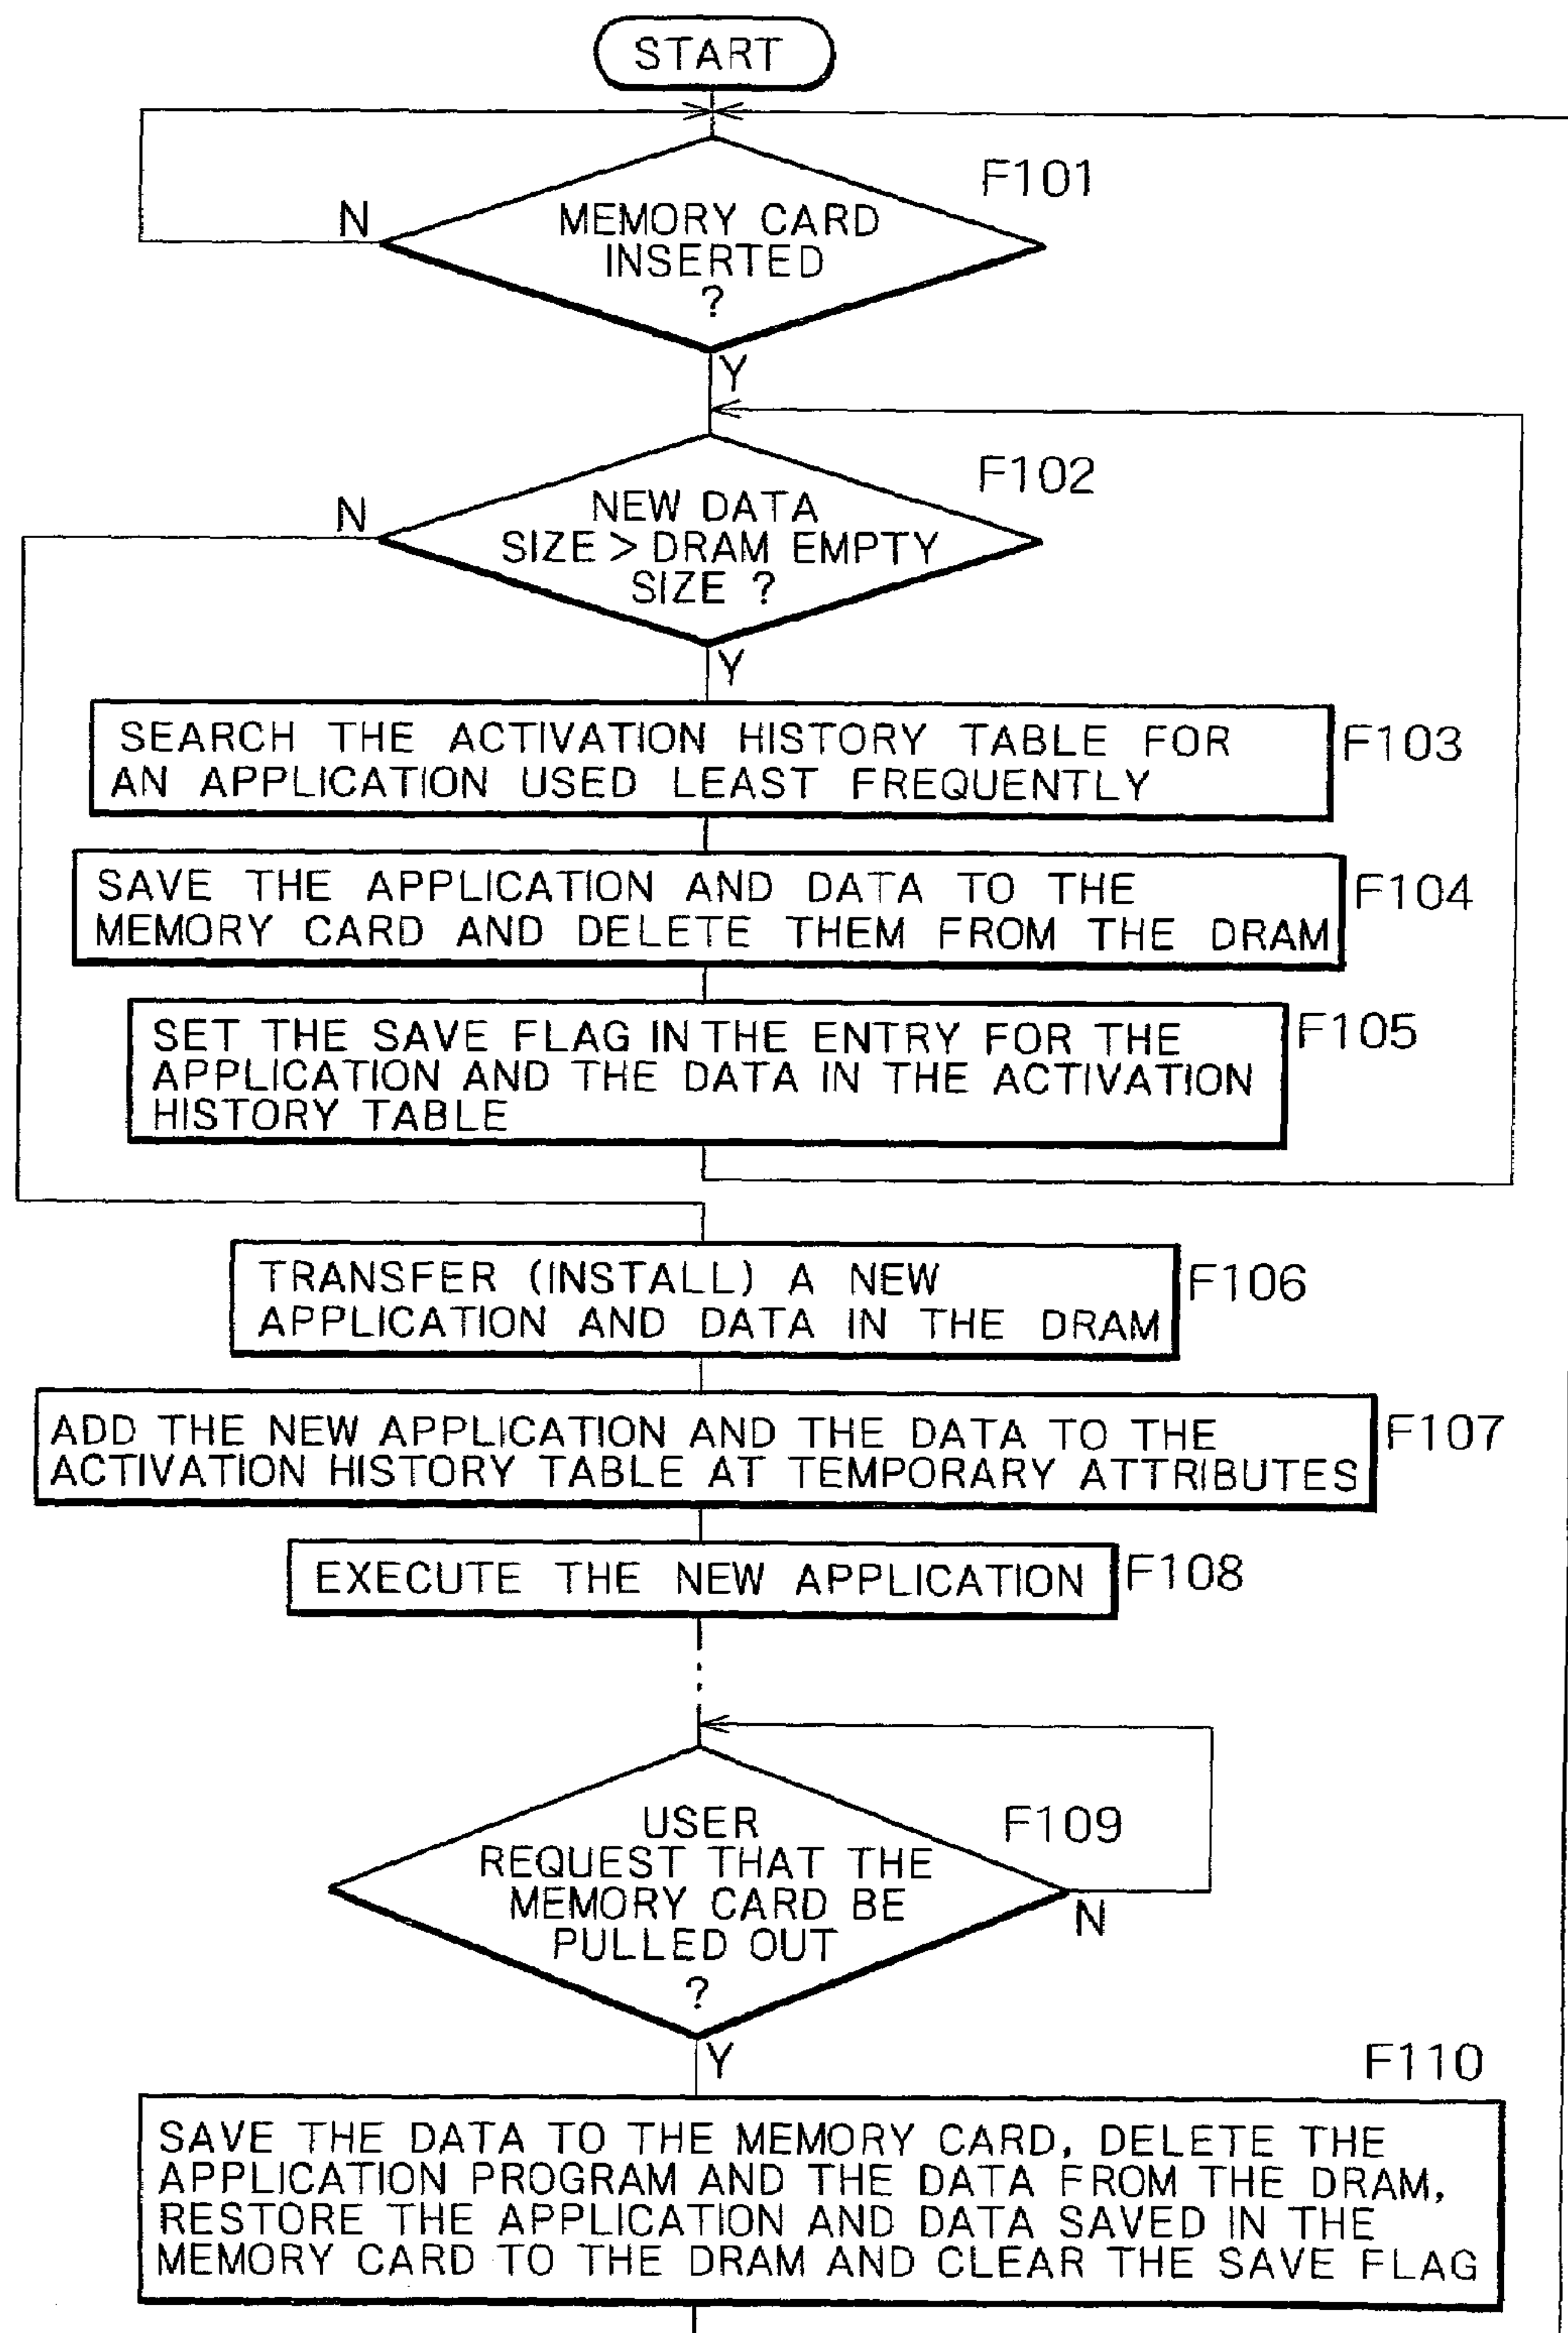 START
F101
N
MEMORY CARD
INSERTED
?
Y
F102
N
NEW DATA
SIZE > DRAM EMPTY
SIZE ?
Y
SEARCH THE ACTIVATION HISTORY TABLE FOR
AN APPLICATION USED LEAST FREQUENTLY
F103
SAVE THE APPLICATION AND DATA TO THE
MEMORY CARD AND DELETE THEM FROM THE DRAM
F104
SET THE SAVE FLAG IN THE ENTRY FOR THE
APPLICATION AND THE DATA IN THE ACTIVATION
HISTORY TABLE
F105
TRANSFER (INSTALL) A NEW
APPLICATION AND DATA IN THE DRAM
F106
ADD THE NEW APPLICATION AND THE DATA TO THE
ACTIVATION HISTORY TABLE AT TEMPORARY ATTRIBUTES
F107
EXECUTE THE NEW APPLICATION
F108
F109
USER
REQUEST THAT THE
MEMORY CARD BE
PULLED OUT
?
N
Y
F110
SAVE THE DATA TO THE MEMORY CARD, DELETE THE
APPLICATION PROGRAM AND THE DATA FROM THE DRAM,
RESTORE THE APPLICATION AND DATA SAVED IN THE
MEMORY CARD TO THE DRAM AND CLEAR THE SAVE FLAG